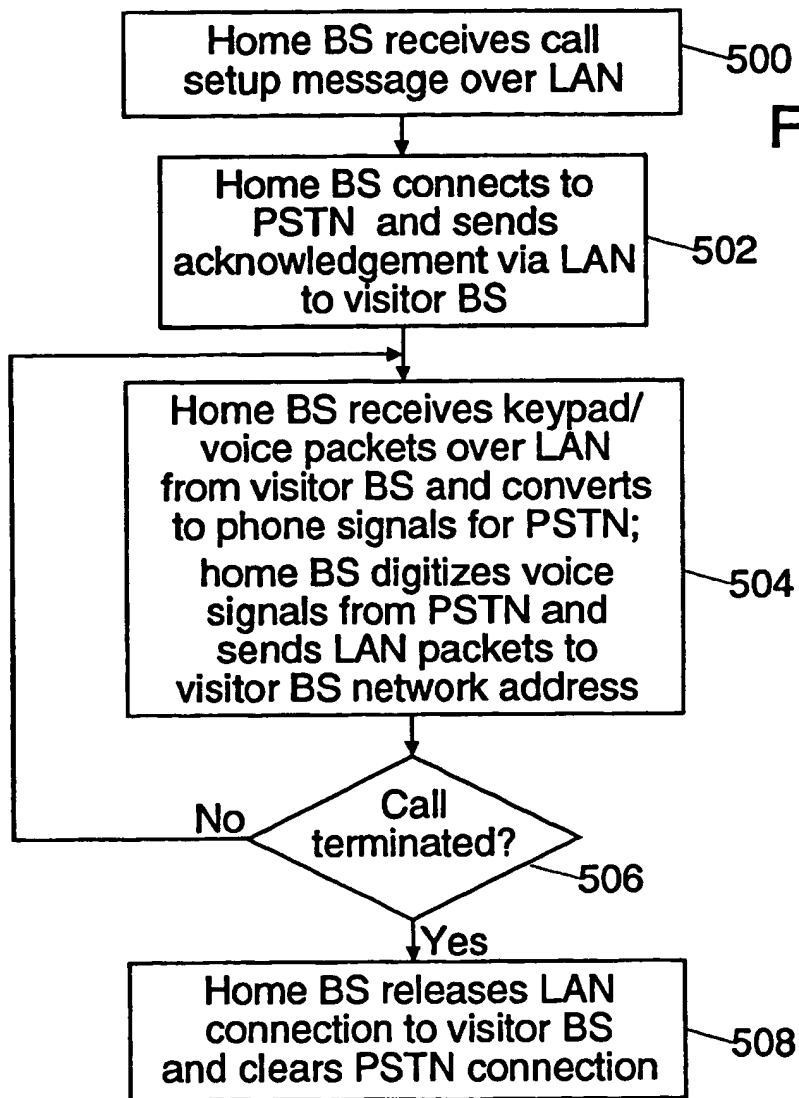 Home BS receives call
setup message over LAN
500
F
Home BS connects to
PSTN and sends
acknowledgement via LAN
to visitor BS
502
Home BS receives keypad/
voice packets over LAN
from visitor BS and converts
to phone signals for PSTN;
home BS digitizes voice
signals from PSTN and
sends LAN packets to
visitor BS network address
504
Call
terminated?
No
506
Yes
Home BS releases LAN
connection to visitor BS
and clears PSTN connection
508